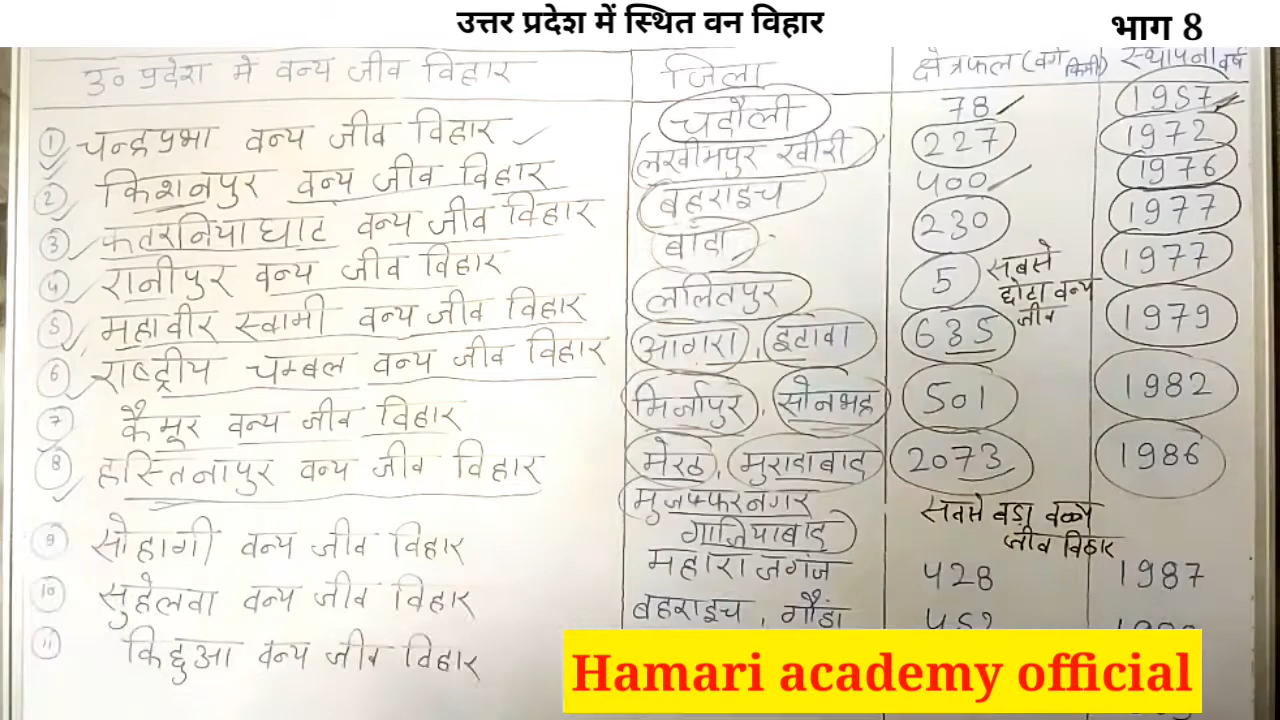 उत्तर प्रदेश में स्थित वन विहार
भाग 8
उ० प्रदेश मे वन्य जीव विहार जिला क्षेत्रफल (वर्ग किमी) स्थापना वर्ष
① चन्द्रप्रभा वन्य जीव विहार चदौली 78 1957
② किशनपुर वन्य जीव विहार लखीमपुर खीरी 227 1972
③ कतरनियाघाट वन्य जीव विहार बहराइच 400 1976
④ रानीपुर वन्य जीव विहार बाँदा 230 1977
⑤ महावीर स्वामी वन्य जीव विहार ललितपुर 5 सबसे छोटा वन्य जीव 1977
⑥ राष्ट्रीय चम्बल वन्य जीव विहार आगरा, इटावा 635 1979
⑦ कैमूर वन्य जीव विहार मिर्जापुर, सोनभद्र 501 1982
⑧ हस्तिनापुर वन्य जीव विहार मेरठ, मुरादाबाद 2073 1986
मुजफ्फरनगर
गाजियाबाद सबसे बड़ा वन्य जीव विहार
⑨ सोहागी वन्य जीव विहार महाराजगंज 428 1987
⑩ सुहेलवा वन्य जीव विहार बहराइच, गौंडा
⑪ वन्य जीव विहार
Hamari academy official